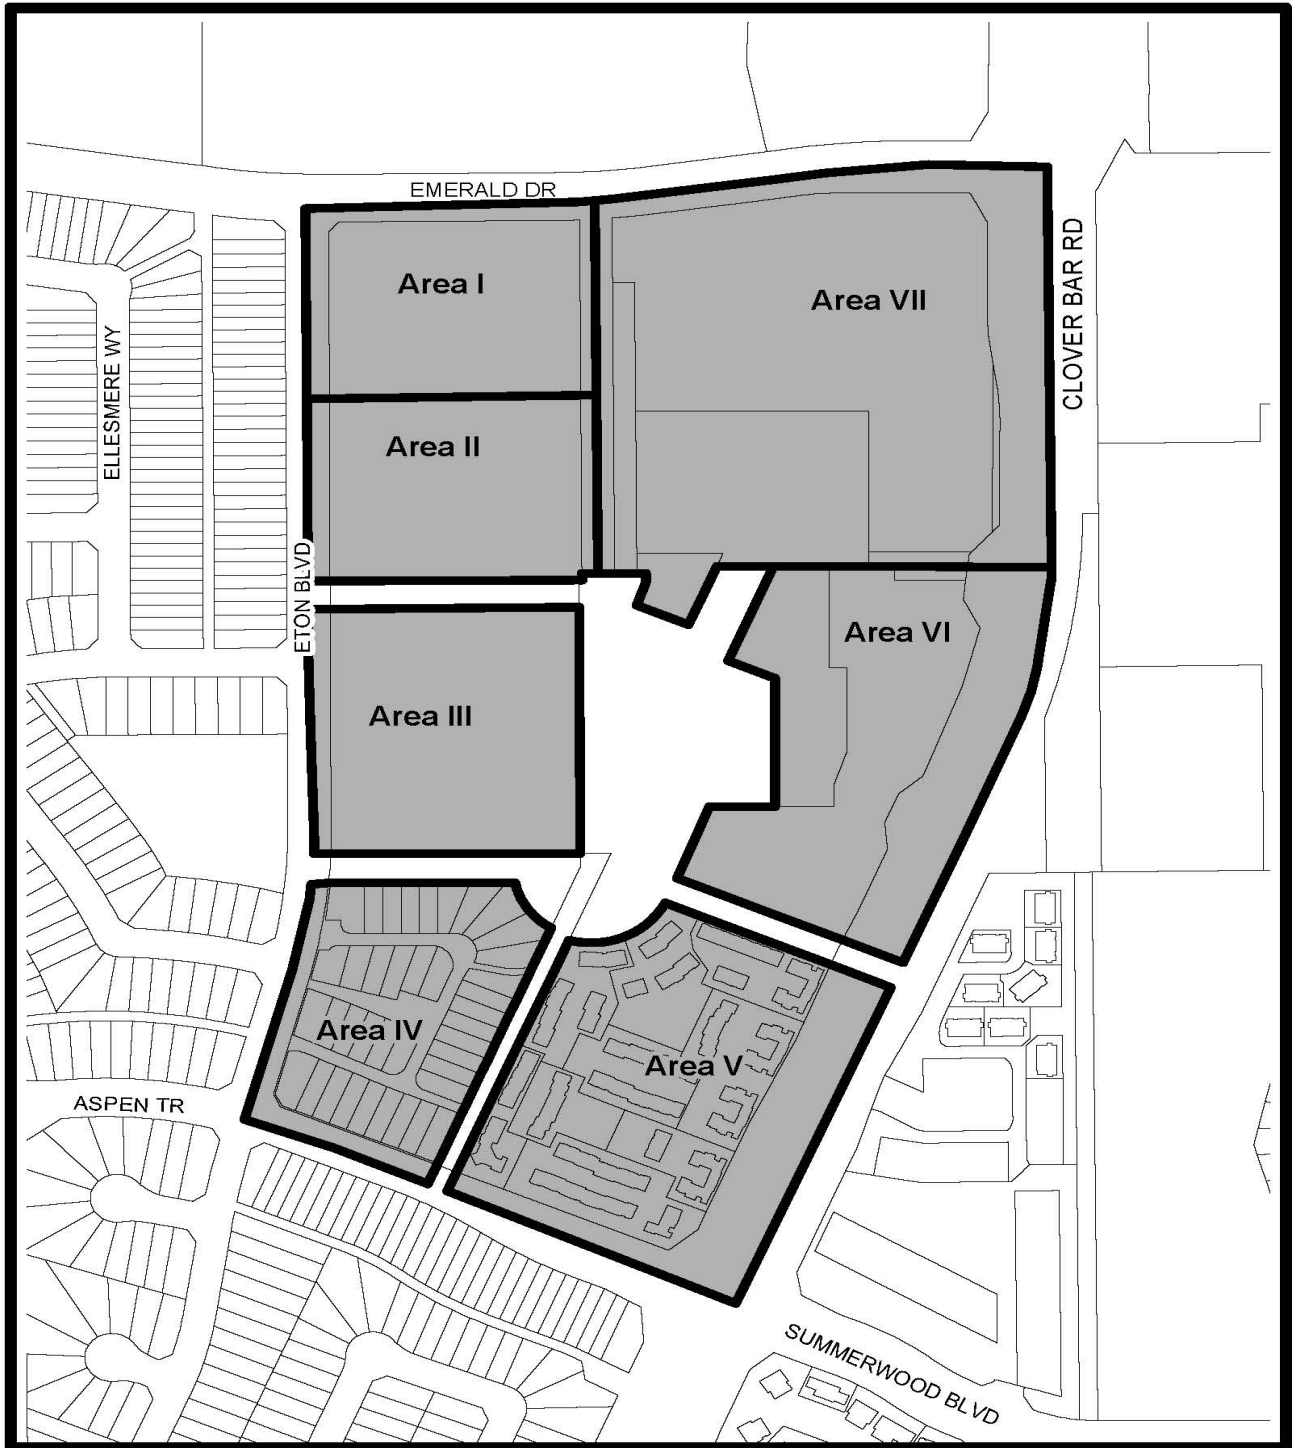 EMERALD DR
CLOVER BAR RD
Area I
Area VII
ELLESMERE WY
Area II
ETON BLVD
Area VI
Area III
Area IV
Area V
ASPEN TR
SUMMERWOOD BLVD